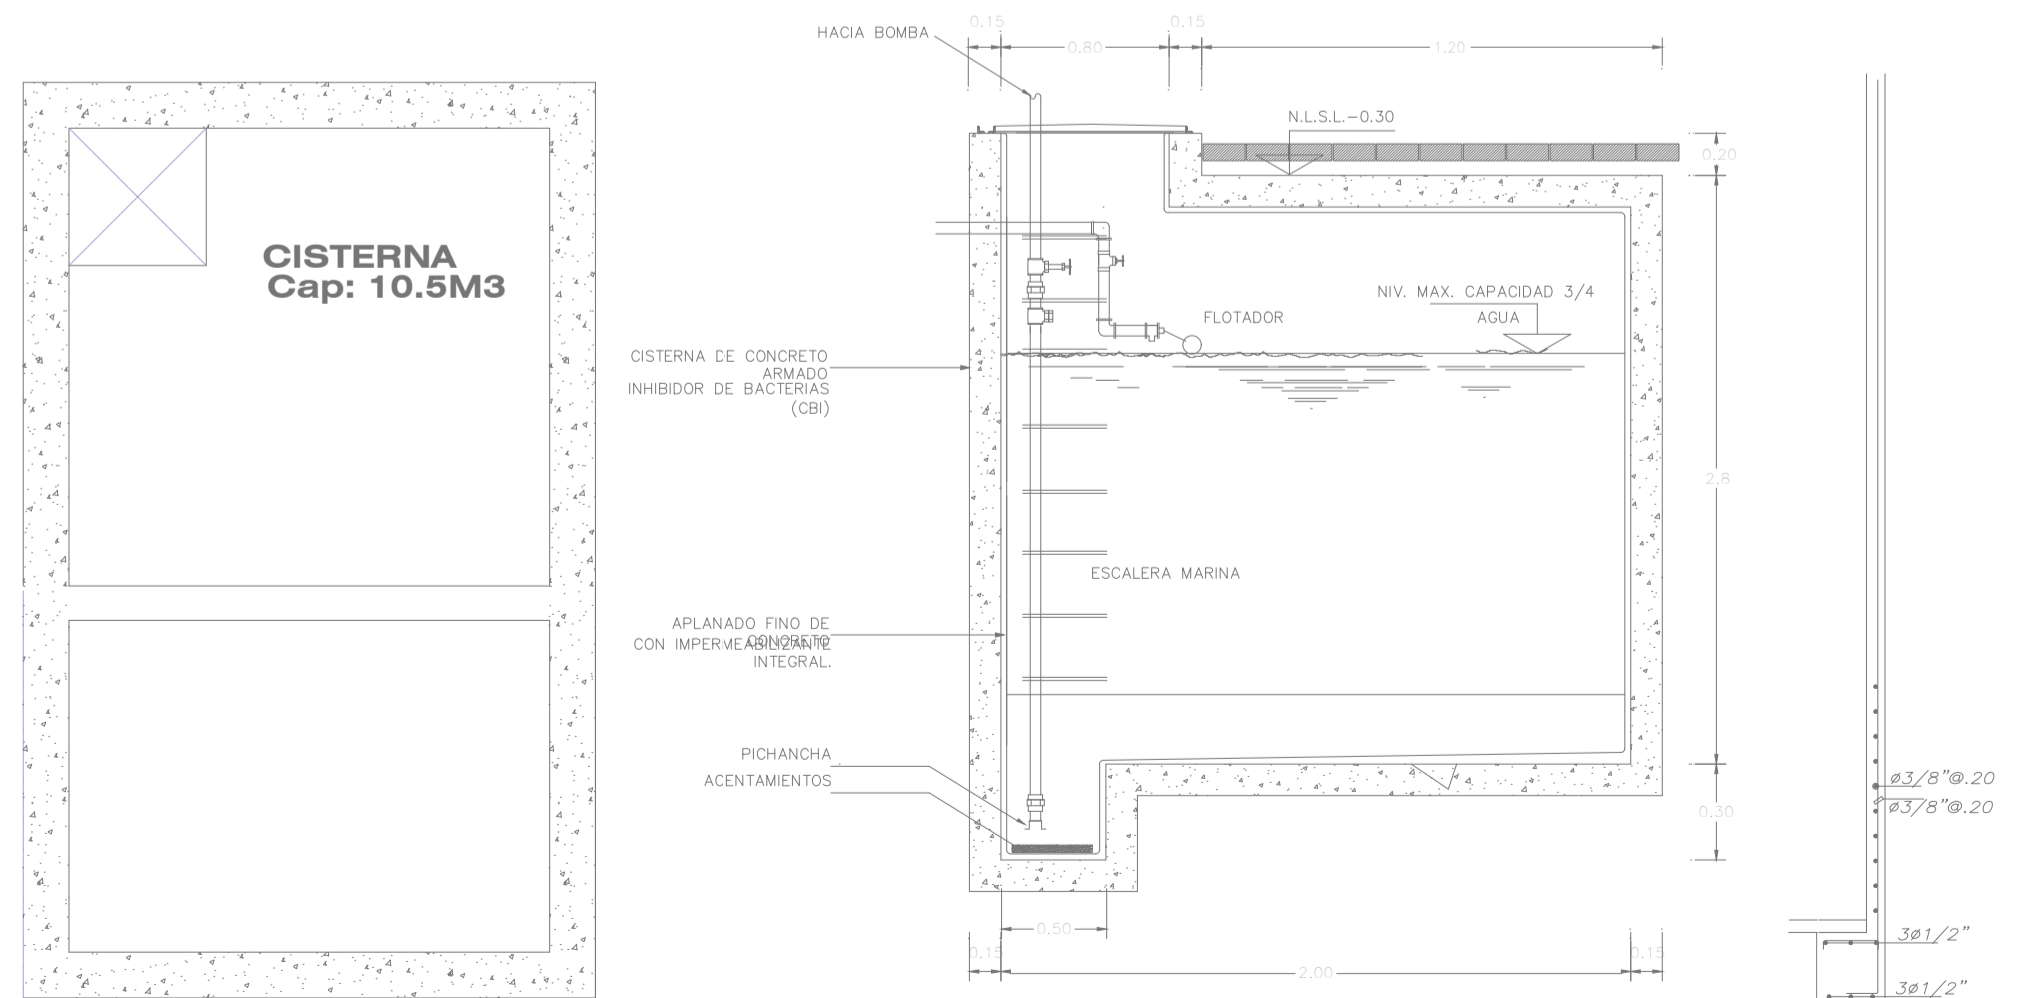 CISTERNA
Cap: 10.5M3
HACIA BOMBA
0.15
0.80
0.15
1.20
N.L.S.L.-0.30
0.20
NIV. MAX. CAPACIDAD 3/4
AGUA
FLOTADOR
CISTERNA DE CONCRETO
ARMADO
INHIBIDOR DE BACTERIAS
(CBI)
2.8
ESCALERA MARINA
APLANADO FINO DE
CONCRETO
CON IMPERMEABILIZANTE
INTEGRAL.
PICHANCHA
ACENTAMIENTOS
0.30
0.50
0.15
2.00
0.15
ø3/8"@.20
ø3/8"@.20
3ø1/2"
3ø1/2"